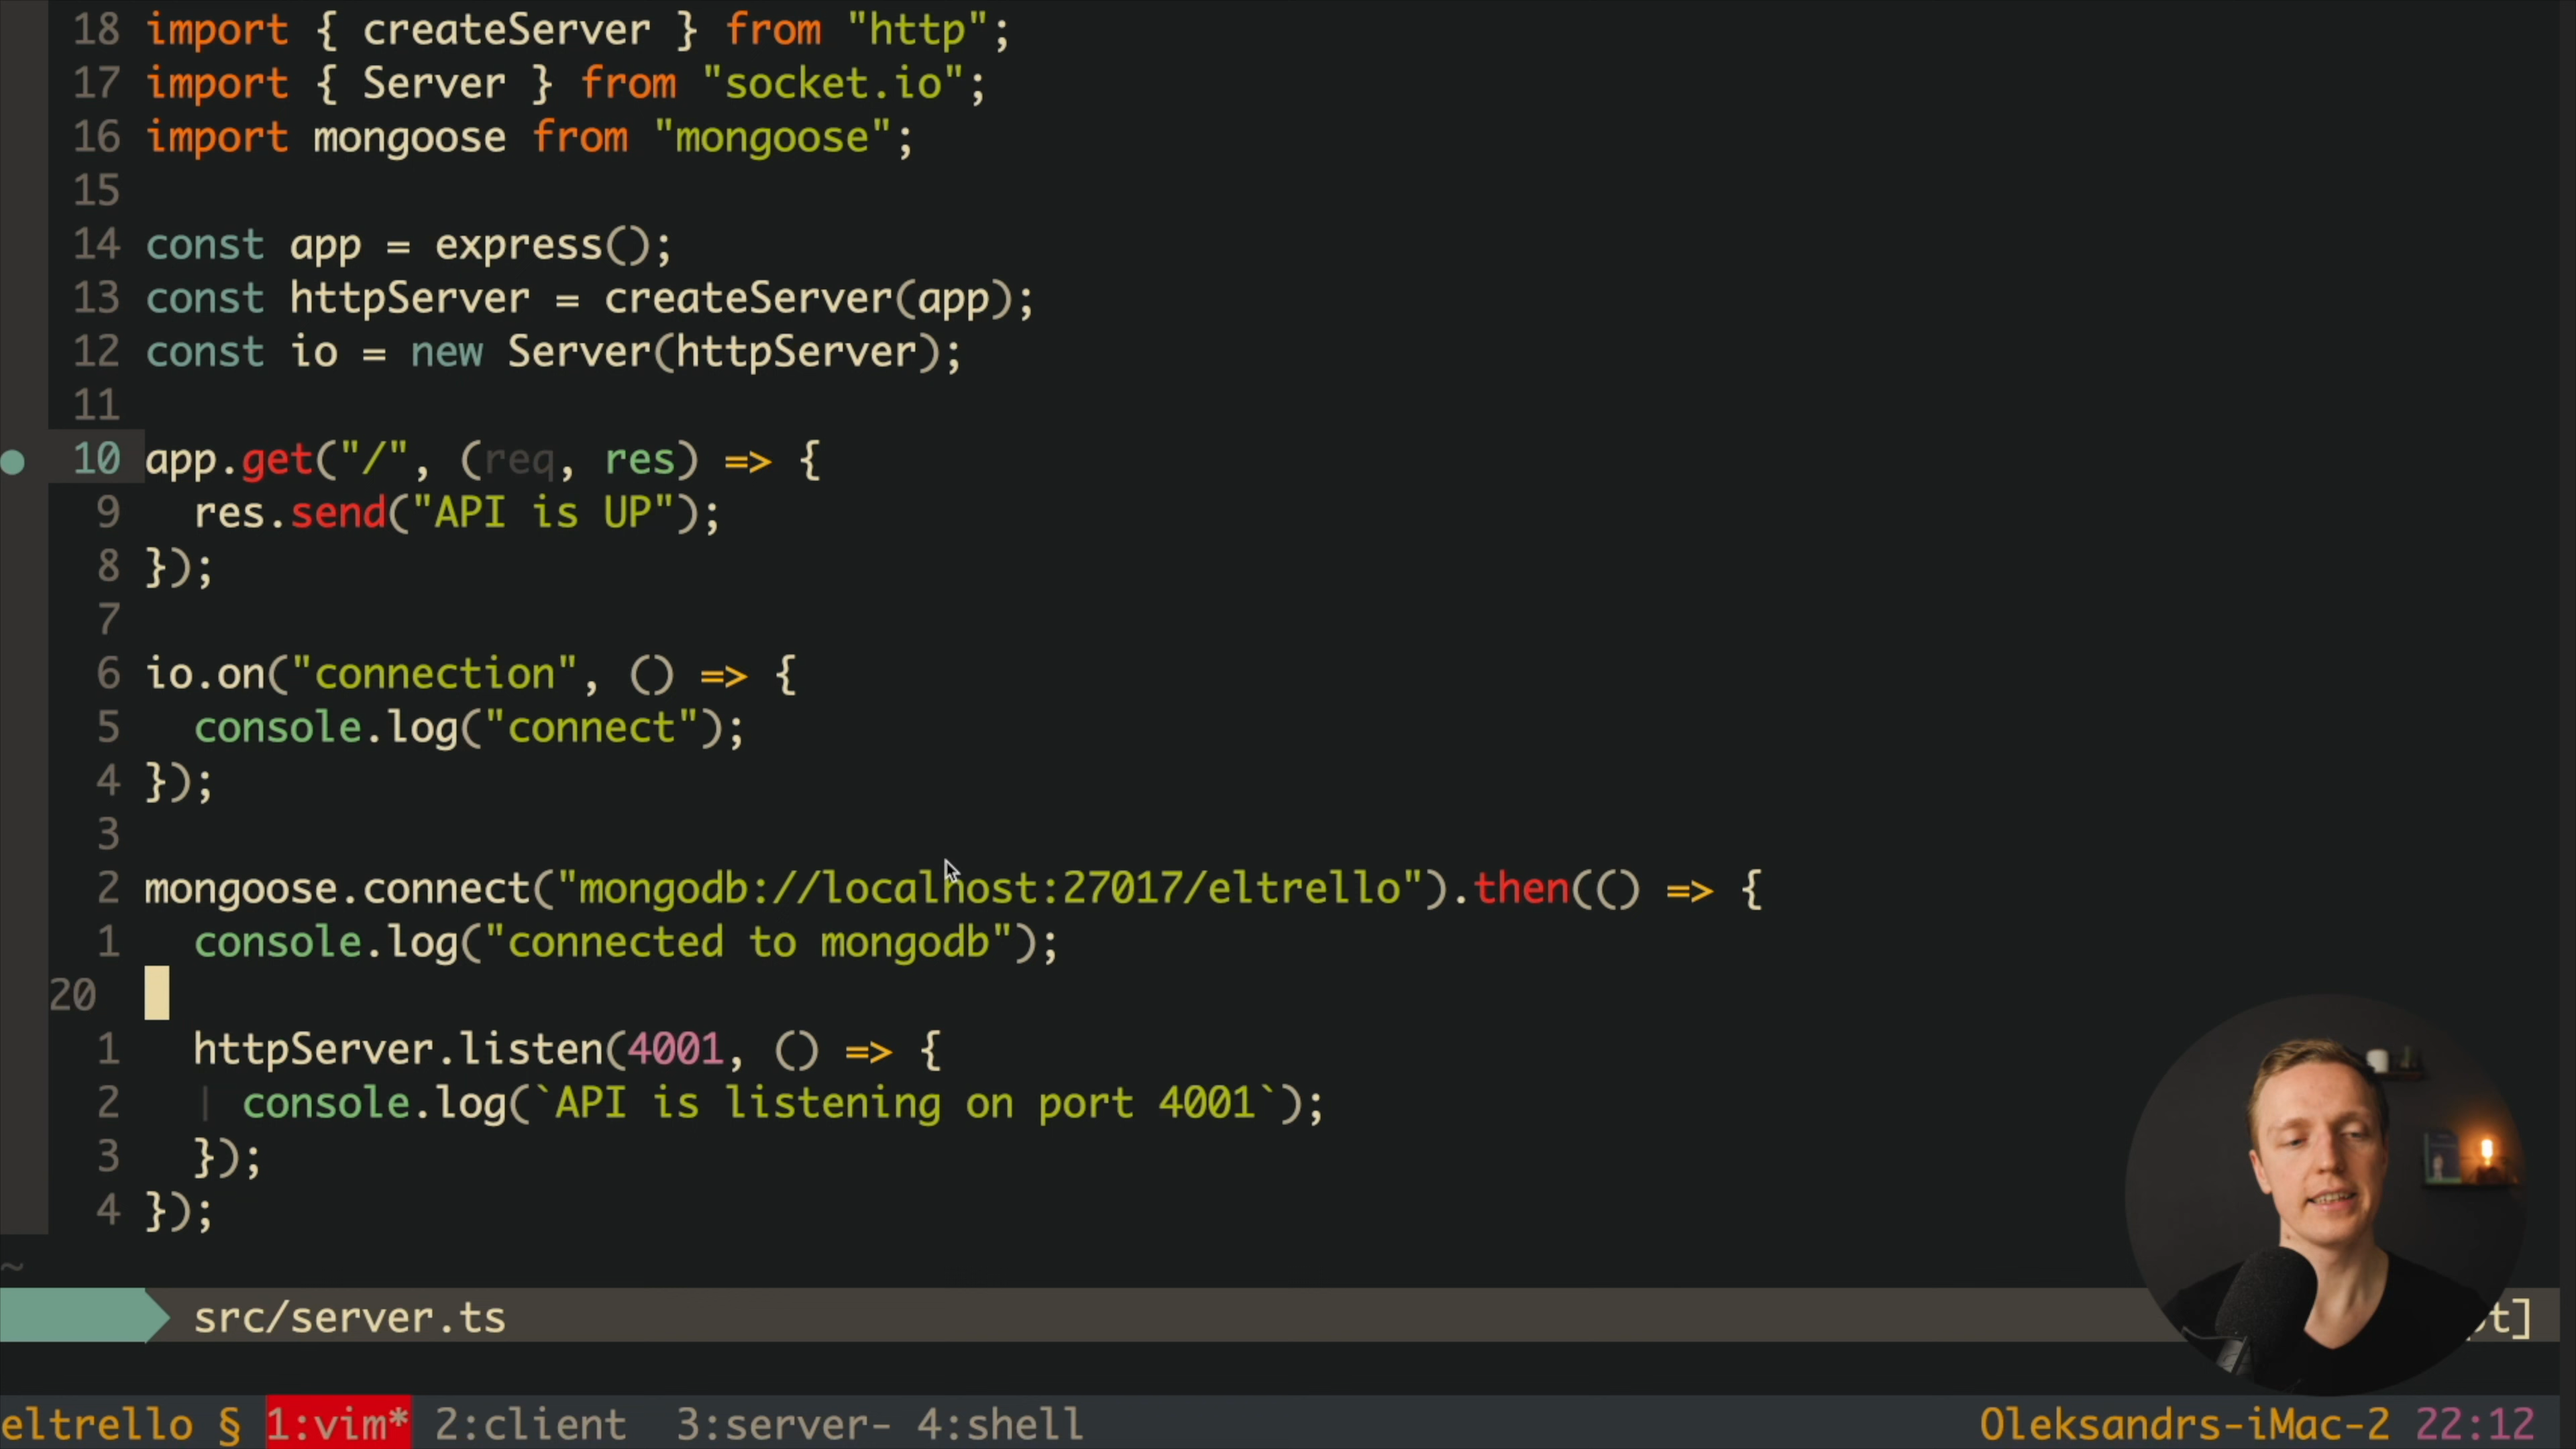 18 import { createServer } from "http";
17 import { Server } from "socket.io";
16 import mongoose from "mongoose";
15
14 const app = express();
13 const httpServer = createServer(app);
12 const io = new Server(httpServer);
11
10 app.get("/", (req, res) => {
9   res.send("API is UP");
8 });
7
6 io.on("connection", () => {
5   console.log("connect");
4 });
3
2 mongoose.connect("mongodb://localhost:27017/eltrello").then(() => {
1   console.log("connected to mongodb");
20
1   httpServer.listen(4001, () => {
2   | console.log(`API is listening on port 4001`);
3   });
4 });
~
src/server.ts t]
eltrello § 1:vim* 2:client 3:server- 4:shell Oleksandrs-iMac-2 22:12